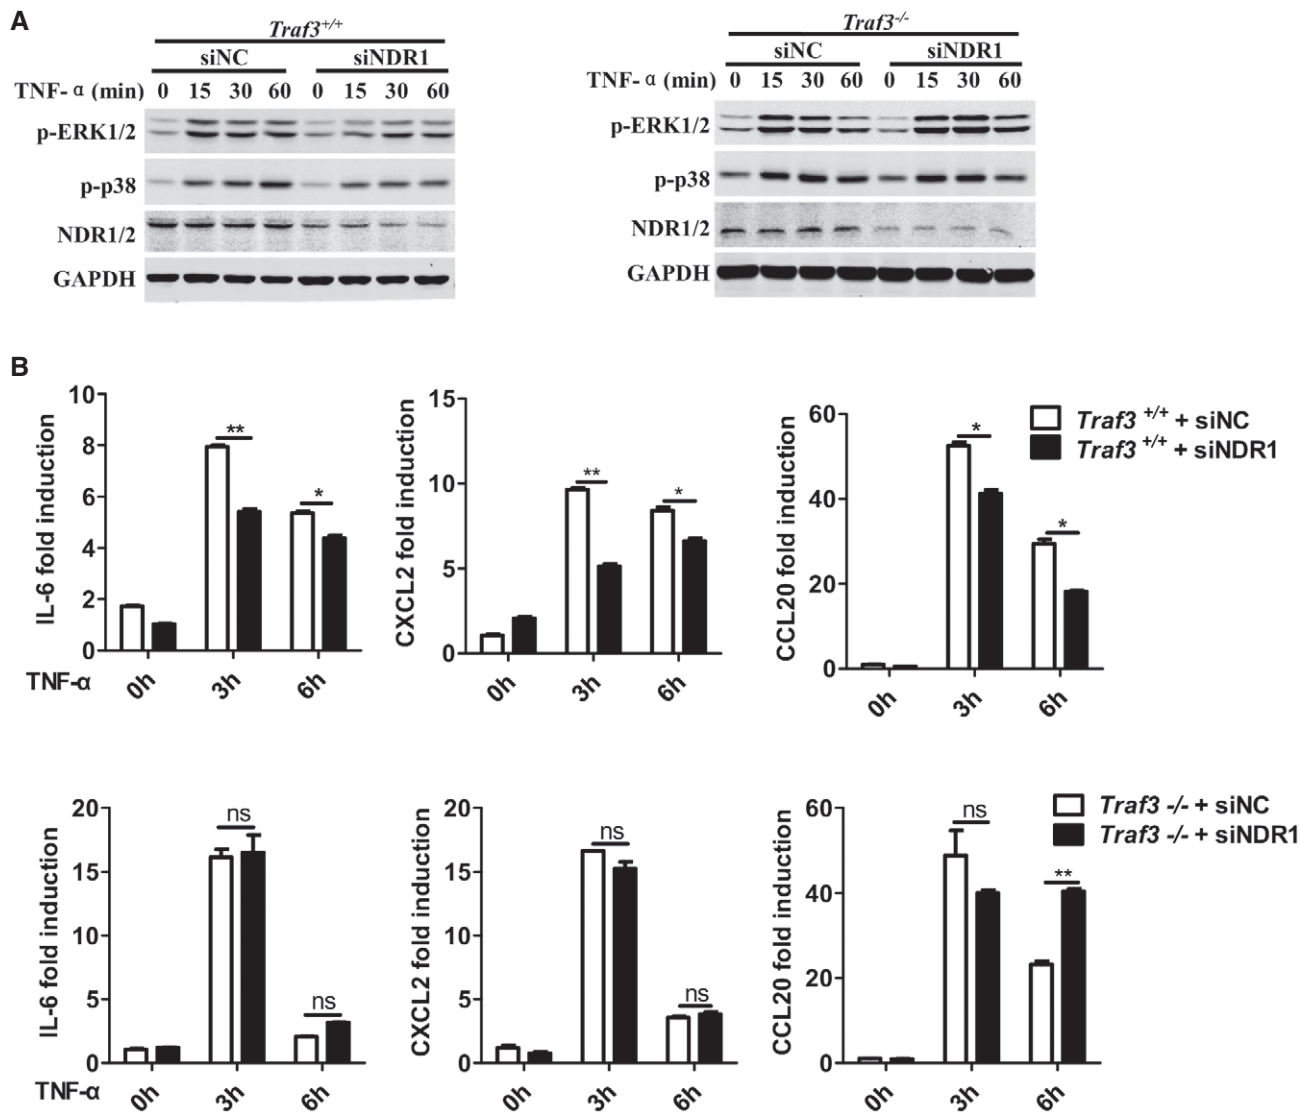 A
Traf3+/+
siNC siNDR1
TNF-α (min) 0 15 30 60 0 15 30 60
p-ERK1/2
p-p38
NDR1/2
GAPDH
Traf3-/-
siNC siNDR1
TNF-α (min) 0 15 30 60 0 15 30 60
p-ERK1/2
p-p38
NDR1/2
GAPDH
B
IL-6 fold induction
10
8
6
4
2
0
**
*
TNF-α 0h 3h 6h
CXCL2 fold induction
15
10
5
0
**
*
0h 3h 6h
CCL20 fold induction
60
40
20
0
*
*
0h 3h 6h
Traf3 +/+ + siNC
Traf3 +/+ + siNDR1
IL-6 fold induction
20
15
10
5
0
ns
ns
TNF-α 0h 3h 6h
CXCL2 fold induction
20
15
10
5
0
ns
ns
0h 3h 6h
CCL20 fold induction
60
40
20
0
ns
**
0h 3h 6h
Traf3 -/- + siNC
Traf3 -/- + siNDR1